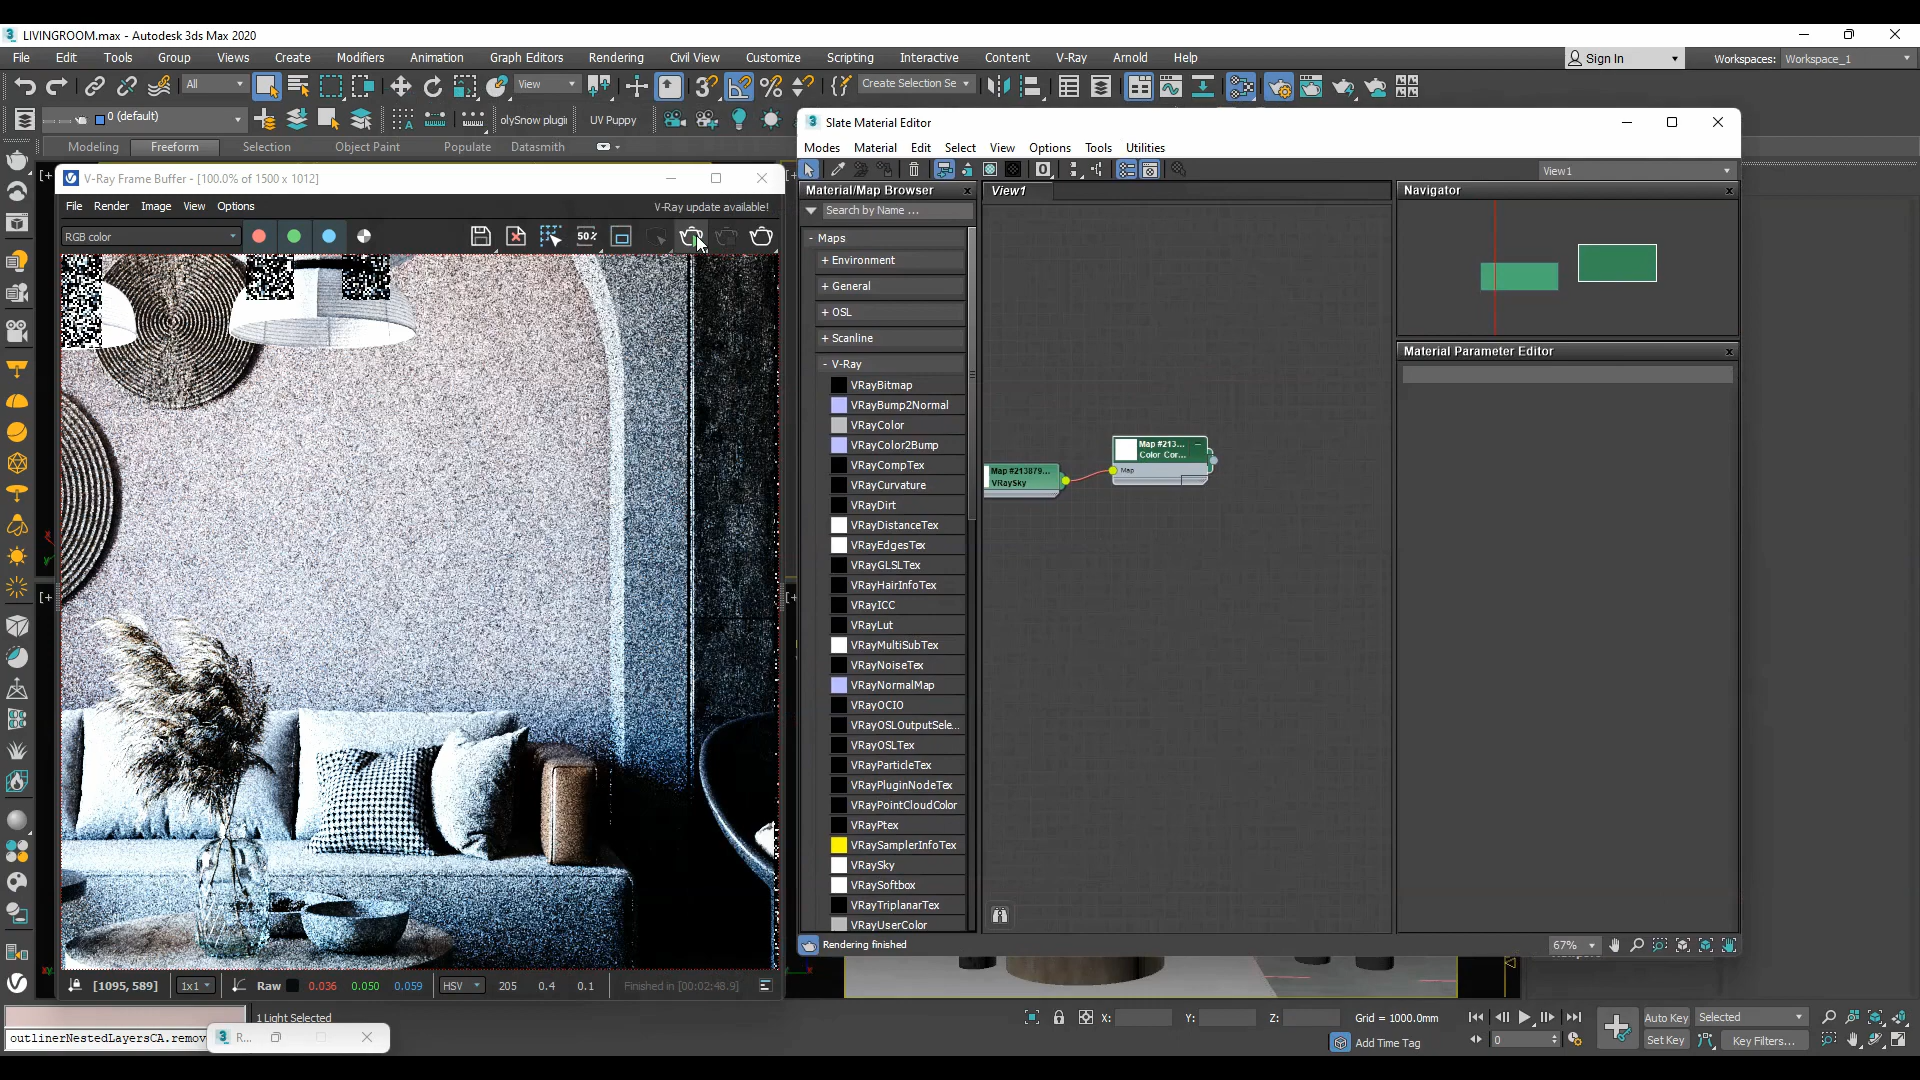 LIVINGROOM.max - Autodesk 3ds Max 2020
File Edit Tools Group Views Create Modifiers Animation Graph Editors Rendering Civil View Customize Scripting Interactive Content V-Ray Arnold Help
Sign In
Workspaces: Workspace_1
All
View
Create Selection Se
0 (default)
olySnow plugi
UV Puppy
Modeling Freeform Selection Object Paint Populate Datasmith
V-Ray Frame Buffer - [100.0% of 1500 x 1012]
File Render Image View Options
V-Ray update available!
RGB color
50%
[1095, 589]
1x1
Raw
0.036
0.050
0.059
HSV
205
0.4
0.1
Finished in [00:02:48.9]
Slate Material Editor
Modes Material Edit Select View Options Tools Utilities
View1
Material/Map Browser
Search by Name ...
- Maps
+ Environment
+ General
+ OSL
+ Scanline
- V-Ray
VRayBitmap
VRayBump2Normal
VRayColor
VRayColor2Bump
VRayCompTex
VRayCurvature
VRayDirt
VRayDistanceTex
VRayEdgesTex
VRayGLSLTex
VRayHairInfoTex
VRayICC
VRayLut
VRayMultiSubTex
VRayNoiseTex
VRayNormalMap
VRayOCIO
VRayOSLOutputSele...
VRayOSLTex
VRayParticleTex
VRayPluginNodeTex
VRayPointCloudColor
VRayPtex
VRaySamplerInfoTex
VRaySky
VRaySoftbox
VRayTriplanarTex
VRayUserColor
View1
Map #213879...
VRaySky
Map #213...
Color Cor...
Map
Navigator
Material Parameter Editor
Rendering finished
67%
1 Light Selected
outlinerNestedLayersCA.remov
R...
X:
Y:
Z:
Grid = 1000.0mm
Add Time Tag
0
Auto Key
Selected
Set Key
Key Filters...